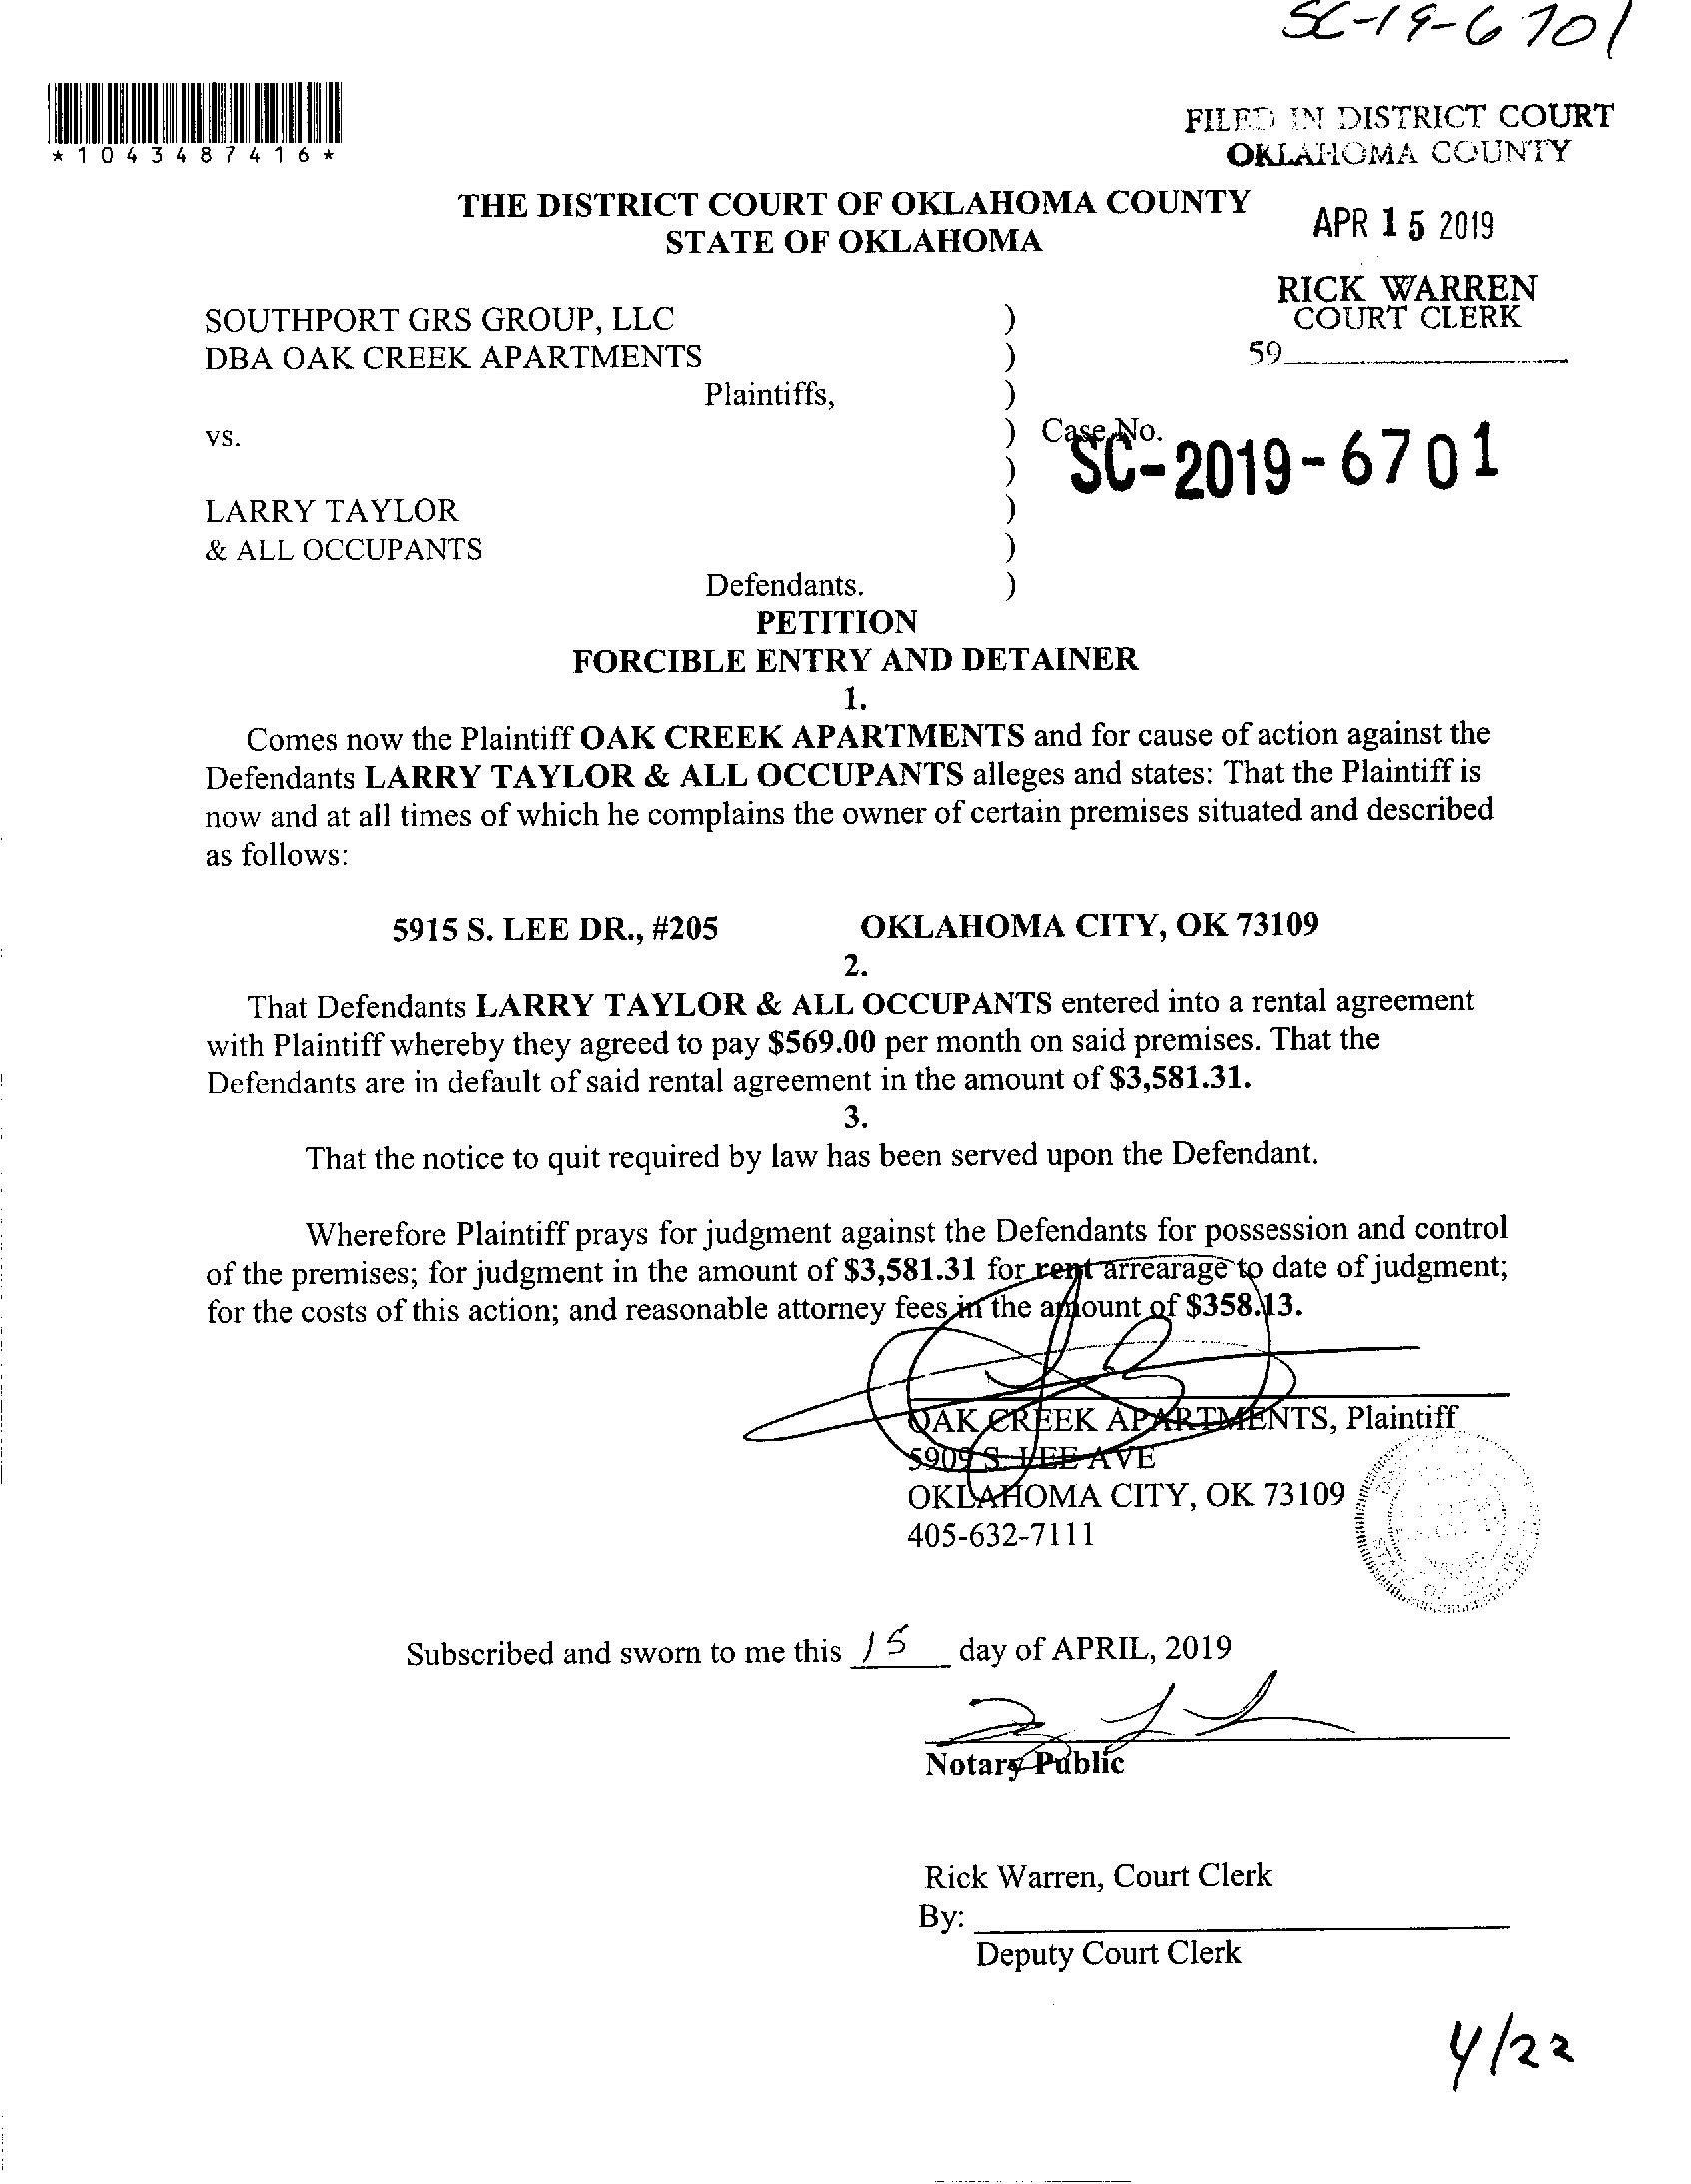 SC-19-6701
*1043487416*
FILED IN DISTRICT COURT
OKLAHOMA COUNTY
THE DISTRICT COURT OF OKLAHOMA COUNTY
STATE OF OKLAHOMA
APR 15 2019
RICK WARREN
COURT CLERK
59
SOUTHPORT GRS GROUP, LLC )
DBA OAK CREEK APARTMENTS )
Plaintiffs, )
vs. ) Case No.
) SC-2019-6701
LARRY TAYLOR )
& ALL OCCUPANTS )
Defendants. )
PETITION
FORCIBLE ENTRY AND DETAINER
1.
Comes now the Plaintiff OAK CREEK APARTMENTS and for cause of action against the
Defendants LARRY TAYLOR & ALL OCCUPANTS alleges and states: That the Plaintiff is
now and at all times of which he complains the owner of certain premises situated and described
as follows:
5915 S. LEE DR., #205 OKLAHOMA CITY, OK 73109
2.
That Defendants LARRY TAYLOR & ALL OCCUPANTS entered into a rental agreement
with Plaintiff whereby they agreed to pay $569.00 per month on said premises. That the
Defendants are in default of said rental agreement in the amount of $3,581.31.
3.
That the notice to quit required by law has been served upon the Defendant.
Wherefore Plaintiff prays for judgment against the Defendants for possession and control
of the premises; for judgment in the amount of $3,581.31 for rent arrearage to date of judgment;
for the costs of this action; and reasonable attorney fees in the amount of $358.13.
OAK CREEK APARTMENTS, Plaintiff
5909 S. LEE AVE
OKLAHOMA CITY, OK 73109
405-632-7111
Subscribed and sworn to me this 15 day of APRIL, 2019
Notary Public
Rick Warren, Court Clerk
By:
Deputy Court Clerk
4/22